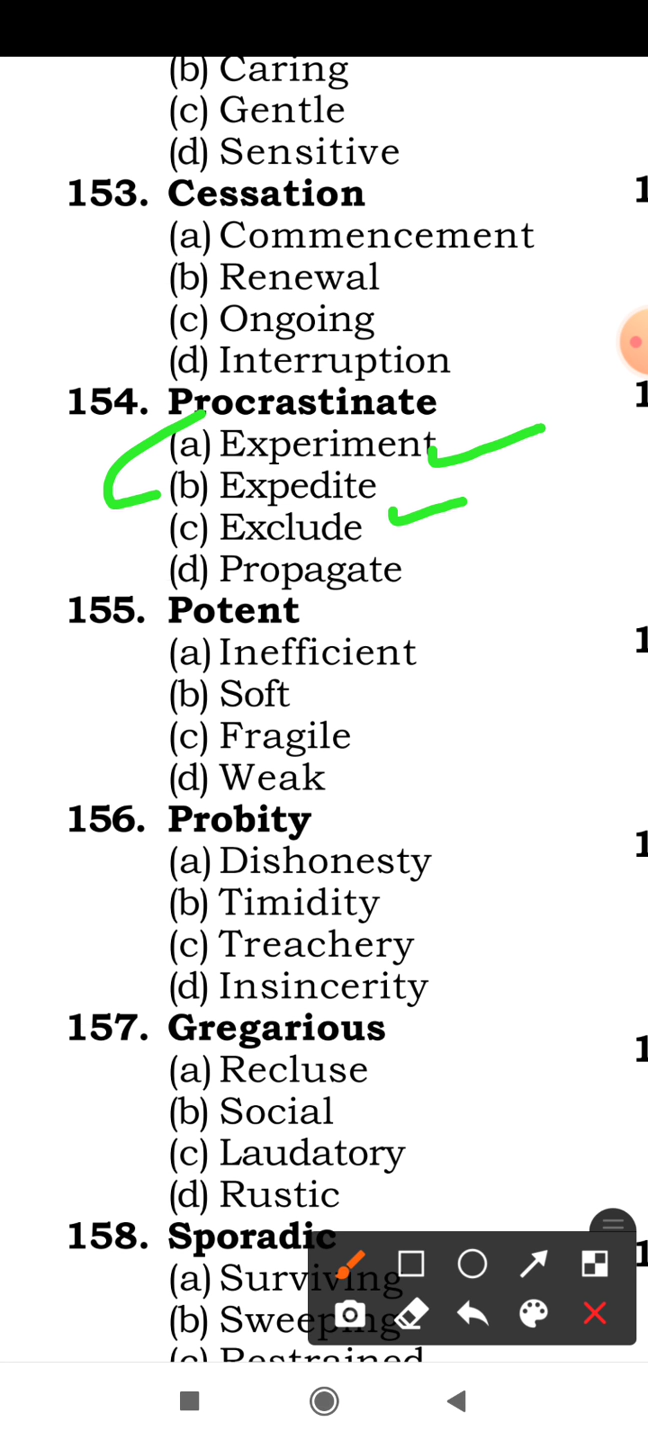 (b) Caring
(c) Gentle
(d) Sensitive
153. Cessation
(a) Commencement
(b) Renewal
(c) Ongoing
(d) Interruption
154. Procrastinate
(a) Experiment
(b) Expedite
(c) Exclude
(d) Propagate
155. Potent
(a) Inefficient
(b) Soft
(c) Fragile
(d) Weak
156. Probity
(a) Dishonesty
(b) Timidity
(c) Treachery
(d) Insincerity
157. Gregarious
(a) Recluse
(b) Social
(c) Laudatory
(d) Rustic
158. Sporadic
(a) Surviving
(b) Sweeping
(c) Restrained